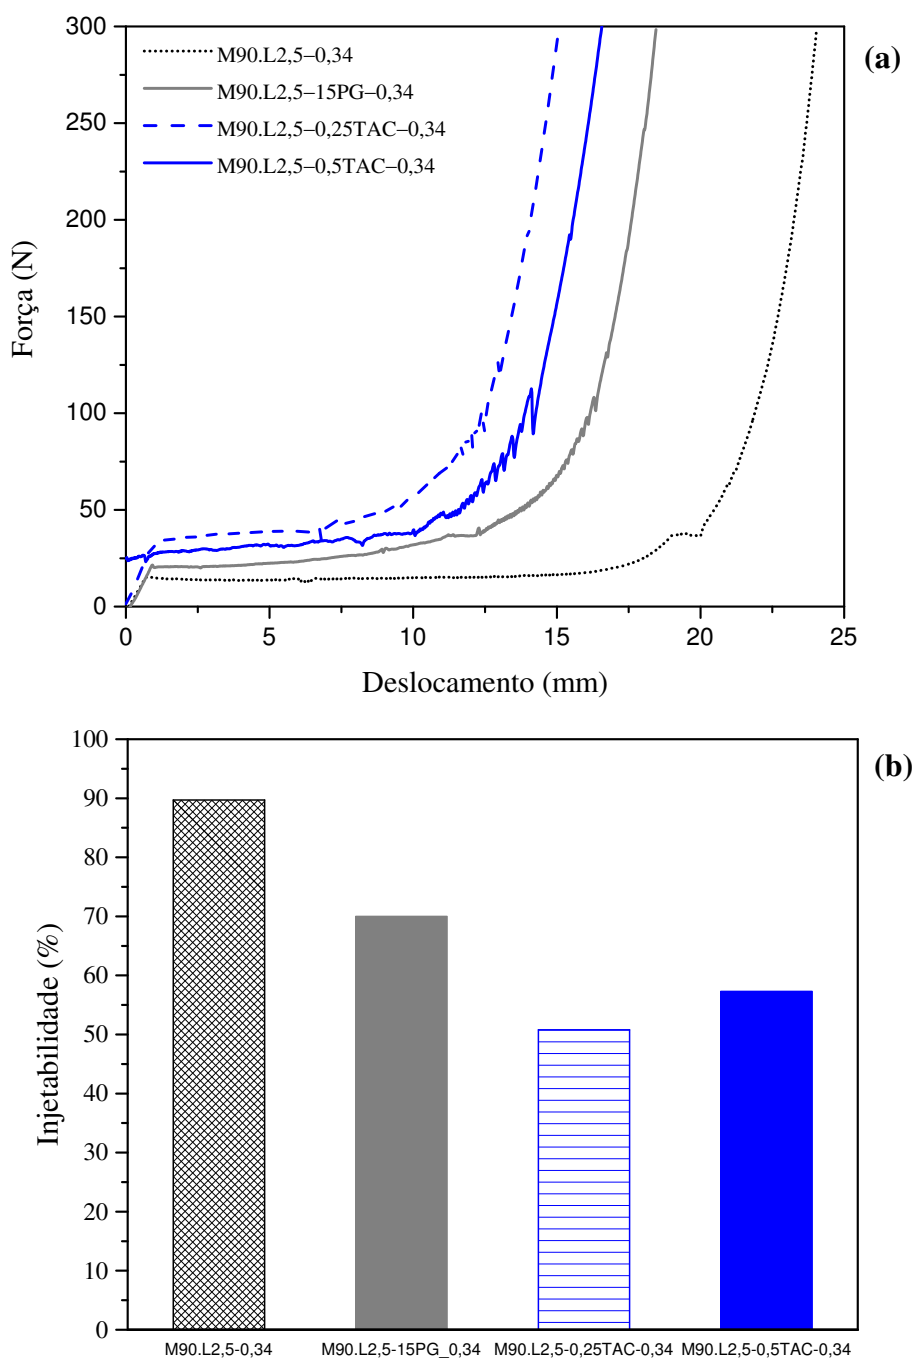 (a)
M90.L2,5–0,34
M90.L2,5–15PG–0,34
M90.L2,5–0,25TAC–0,34
M90.L2,5–0,5TAC–0,34
300
250
200
150
100
50
0
Força (N)
0 5 10 15 20 25
Deslocamento (mm)
(b)
100
90
80
70
60
50
40
30
20
10
0
Injetabilidade (%)
M90.L2,5-0,34 M90.L2,5-15PG_0,34 M90.L2,5-0,25TAC-0,34 M90.L2,5-0,5TAC-0,34